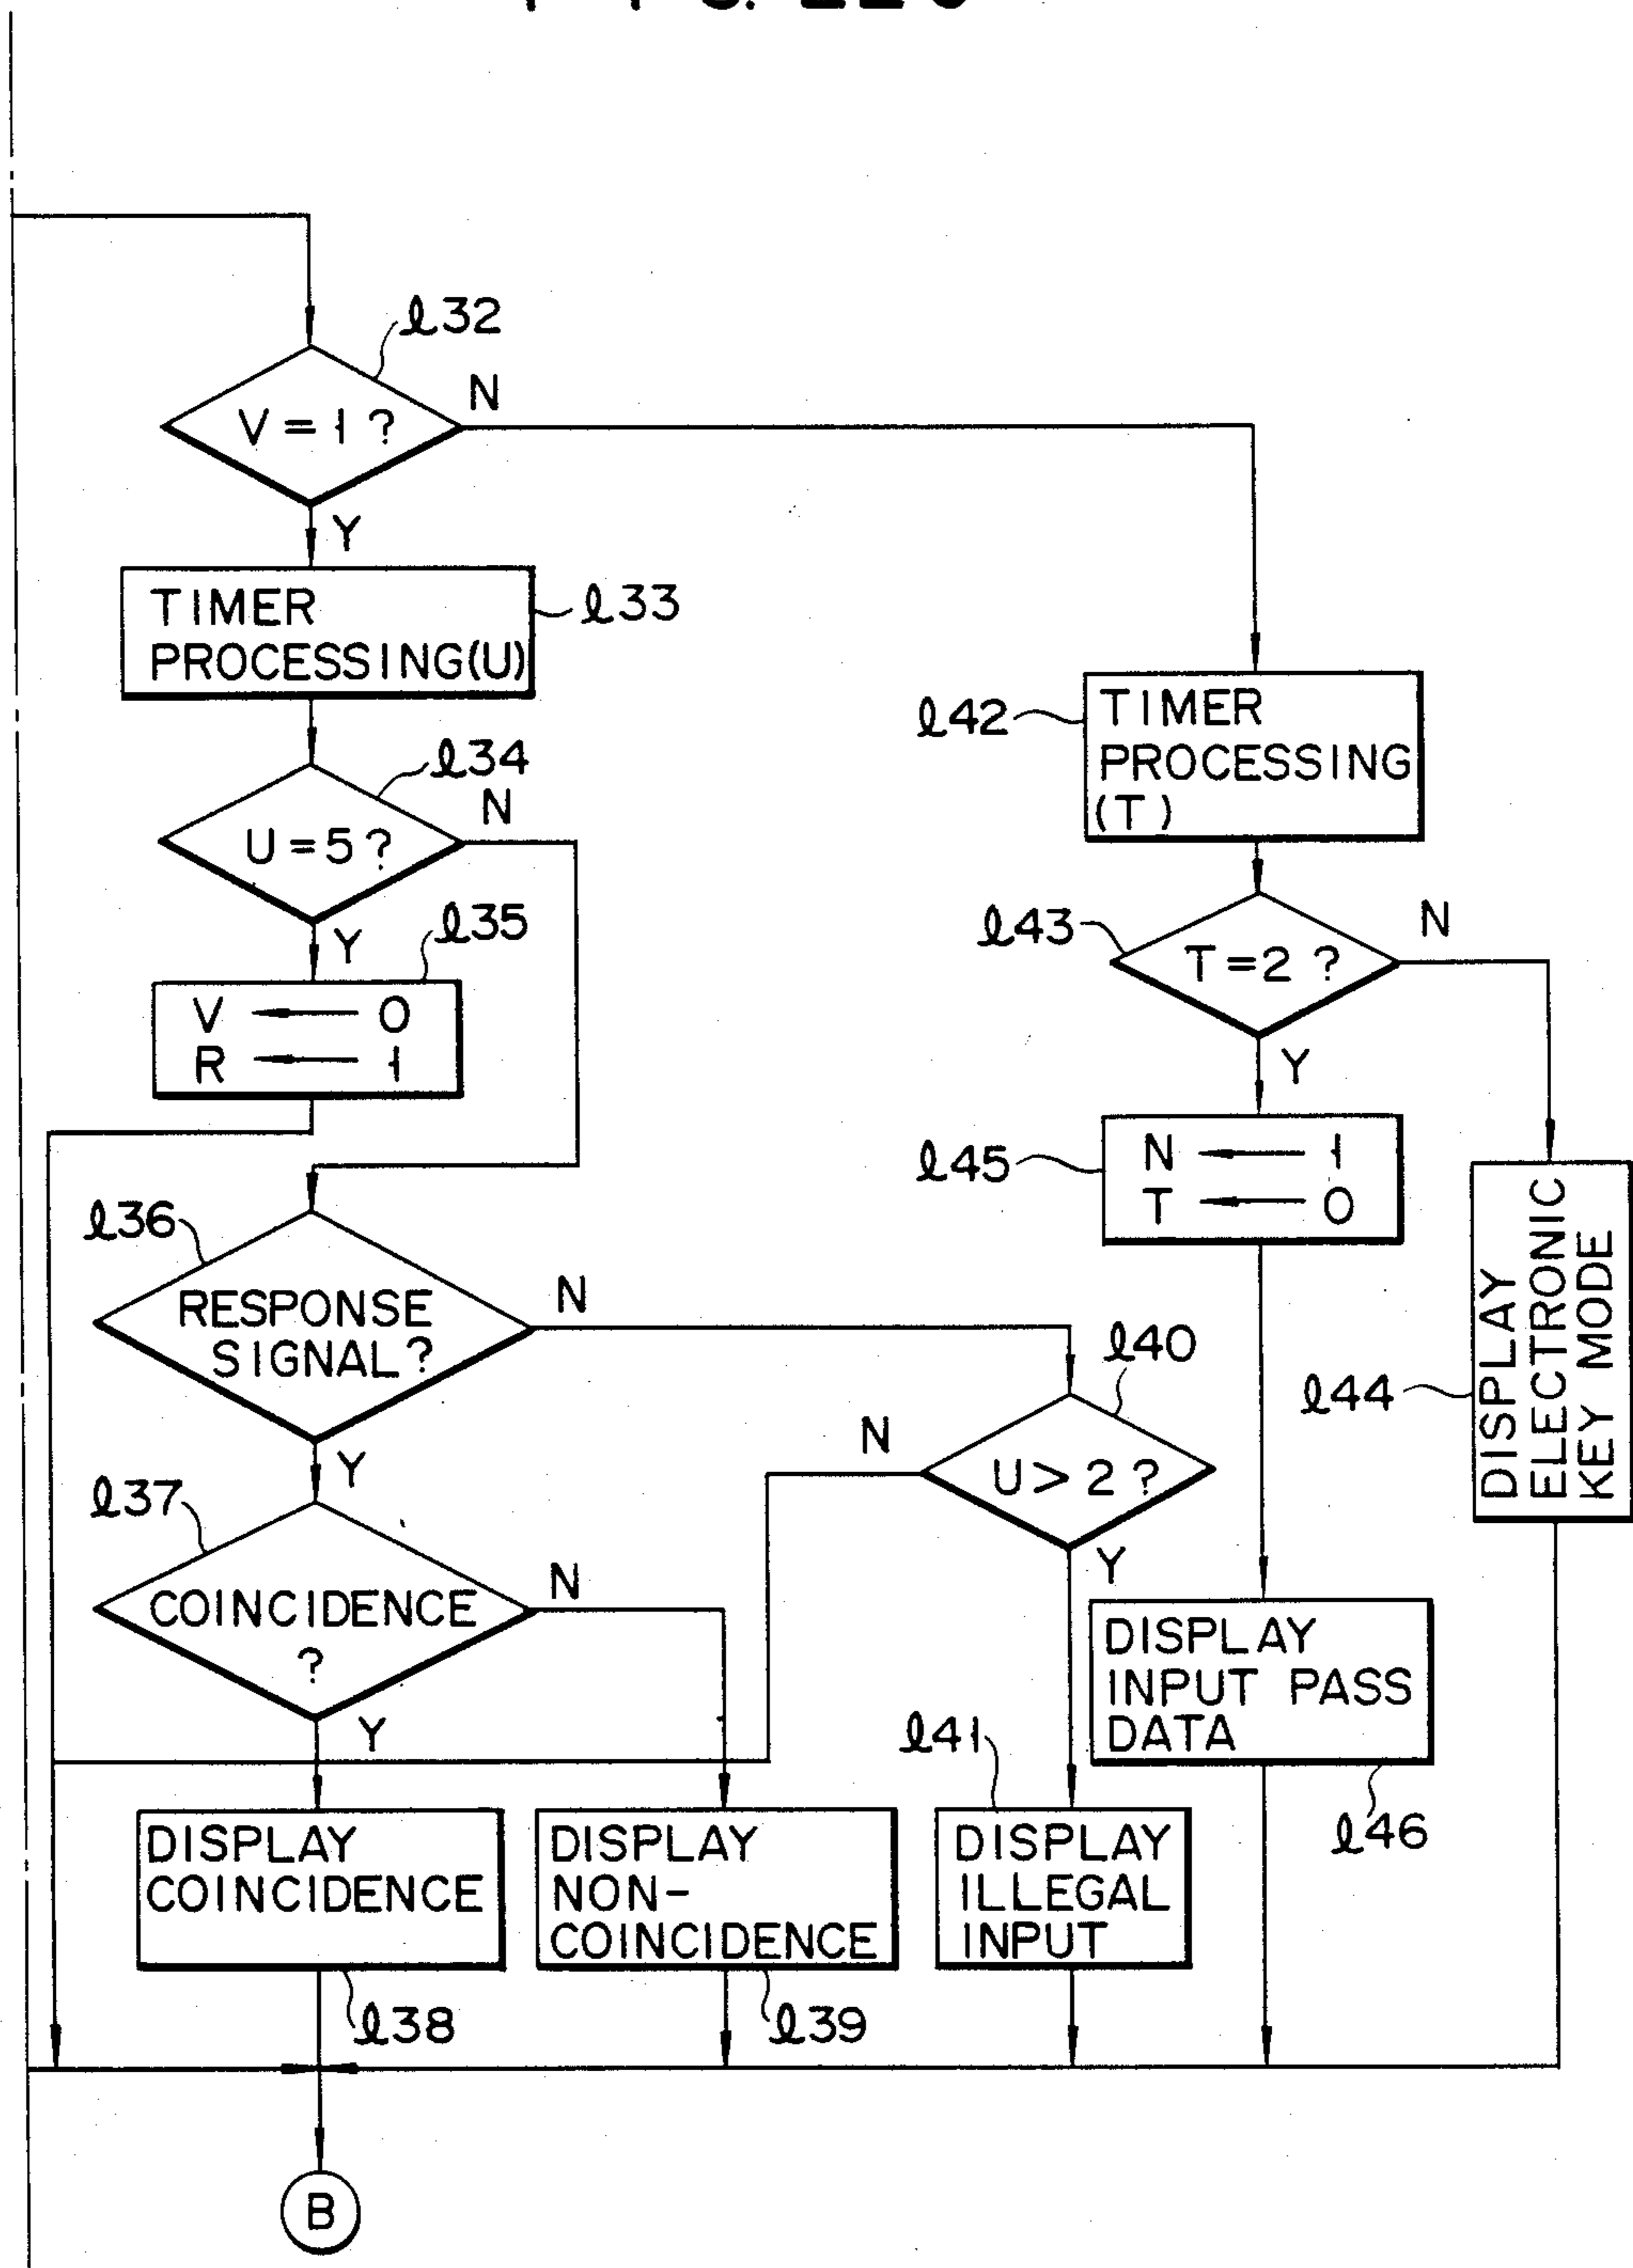 ℓ32
V = 1 ?
N
Y
TIMER
PROCESSING(U)
ℓ33
ℓ34
U = 5 ?
N
Y
ℓ35
V ← 0
R ← 1
ℓ36
RESPONSE
SIGNAL ?
N
Y
ℓ37
COINCIDENCE
?
N
Y
DISPLAY
COINCIDENCE
ℓ38
DISPLAY
NON-
COINCIDENCE
ℓ39
ℓ40
U > 2 ?
N
Y
ℓ41
DISPLAY
ILLEGAL
INPUT
ℓ42
TIMER
PROCESSING
(T)
ℓ43
T = 2 ?
N
Y
ℓ45
N ← 1
T ← 0
ℓ44
DISPLAY
ELECTRONIC
KEY MODE
DISPLAY
INPUT PASS
DATA
ℓ46
B